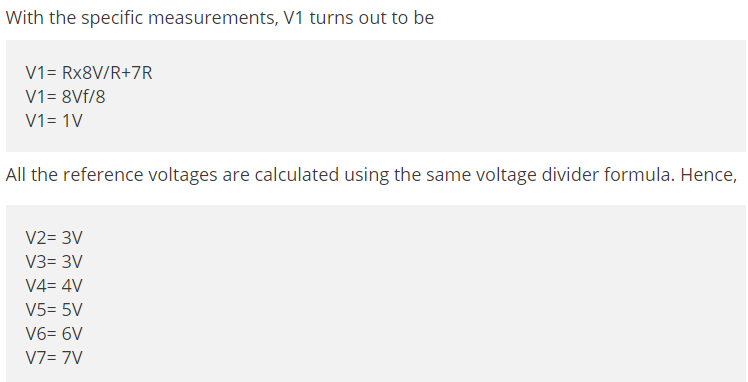 With the specific measurements, V1 turns out to be
V1= Rx8V/R+7R
V1= 8Vf/8
V1= 1V
All the reference voltages are calculated using the same voltage divider formula. Hence,
V2= 3V
V3= 3V
V4= 4V
V5= 5V
V6= 6V
V7= 7V